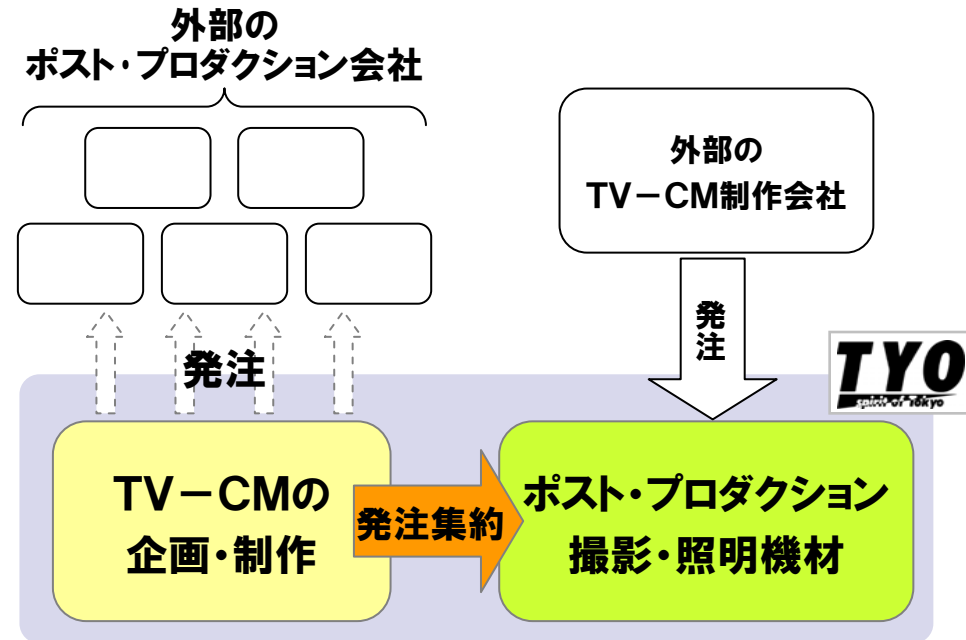 外部の
ポスト・プロダクション会社
外部の
TV－CM制作会社
発注
発注
TYO
spirit of Tokyo
TV－CMの
企画・制作
発注集約
ポスト・プロダクション
撮影・照明機材